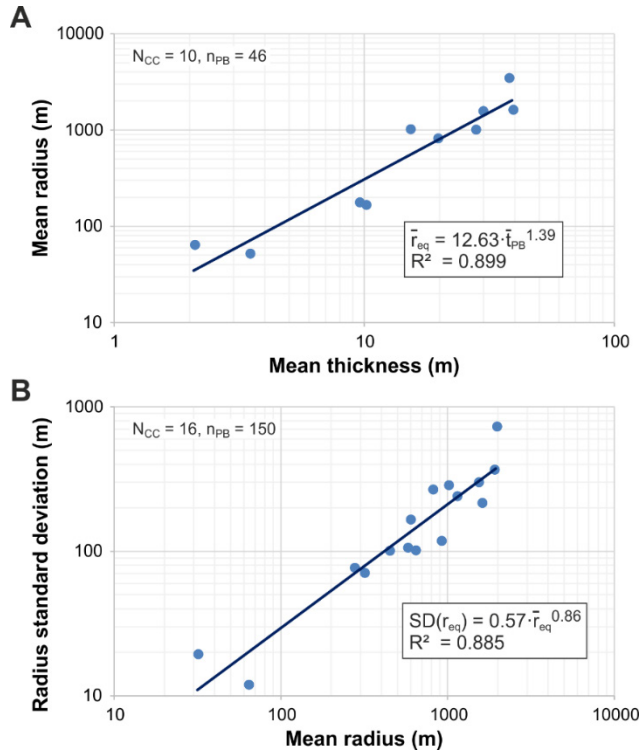 A
10000
1000
100
10
Mean radius (m)
N_CC = 10, n_PB = 46
r̄_eq = 12.63·t̄_PB^1.39
R² = 0.899
1 10 100
Mean thickness (m)
B
1000
100
10
Radius standard deviation (m)
N_CC = 16, n_PB = 150
SD(r_eq) = 0.57·r̄_eq^0.86
R² = 0.885
10 100 1000 10000
Mean radius (m)